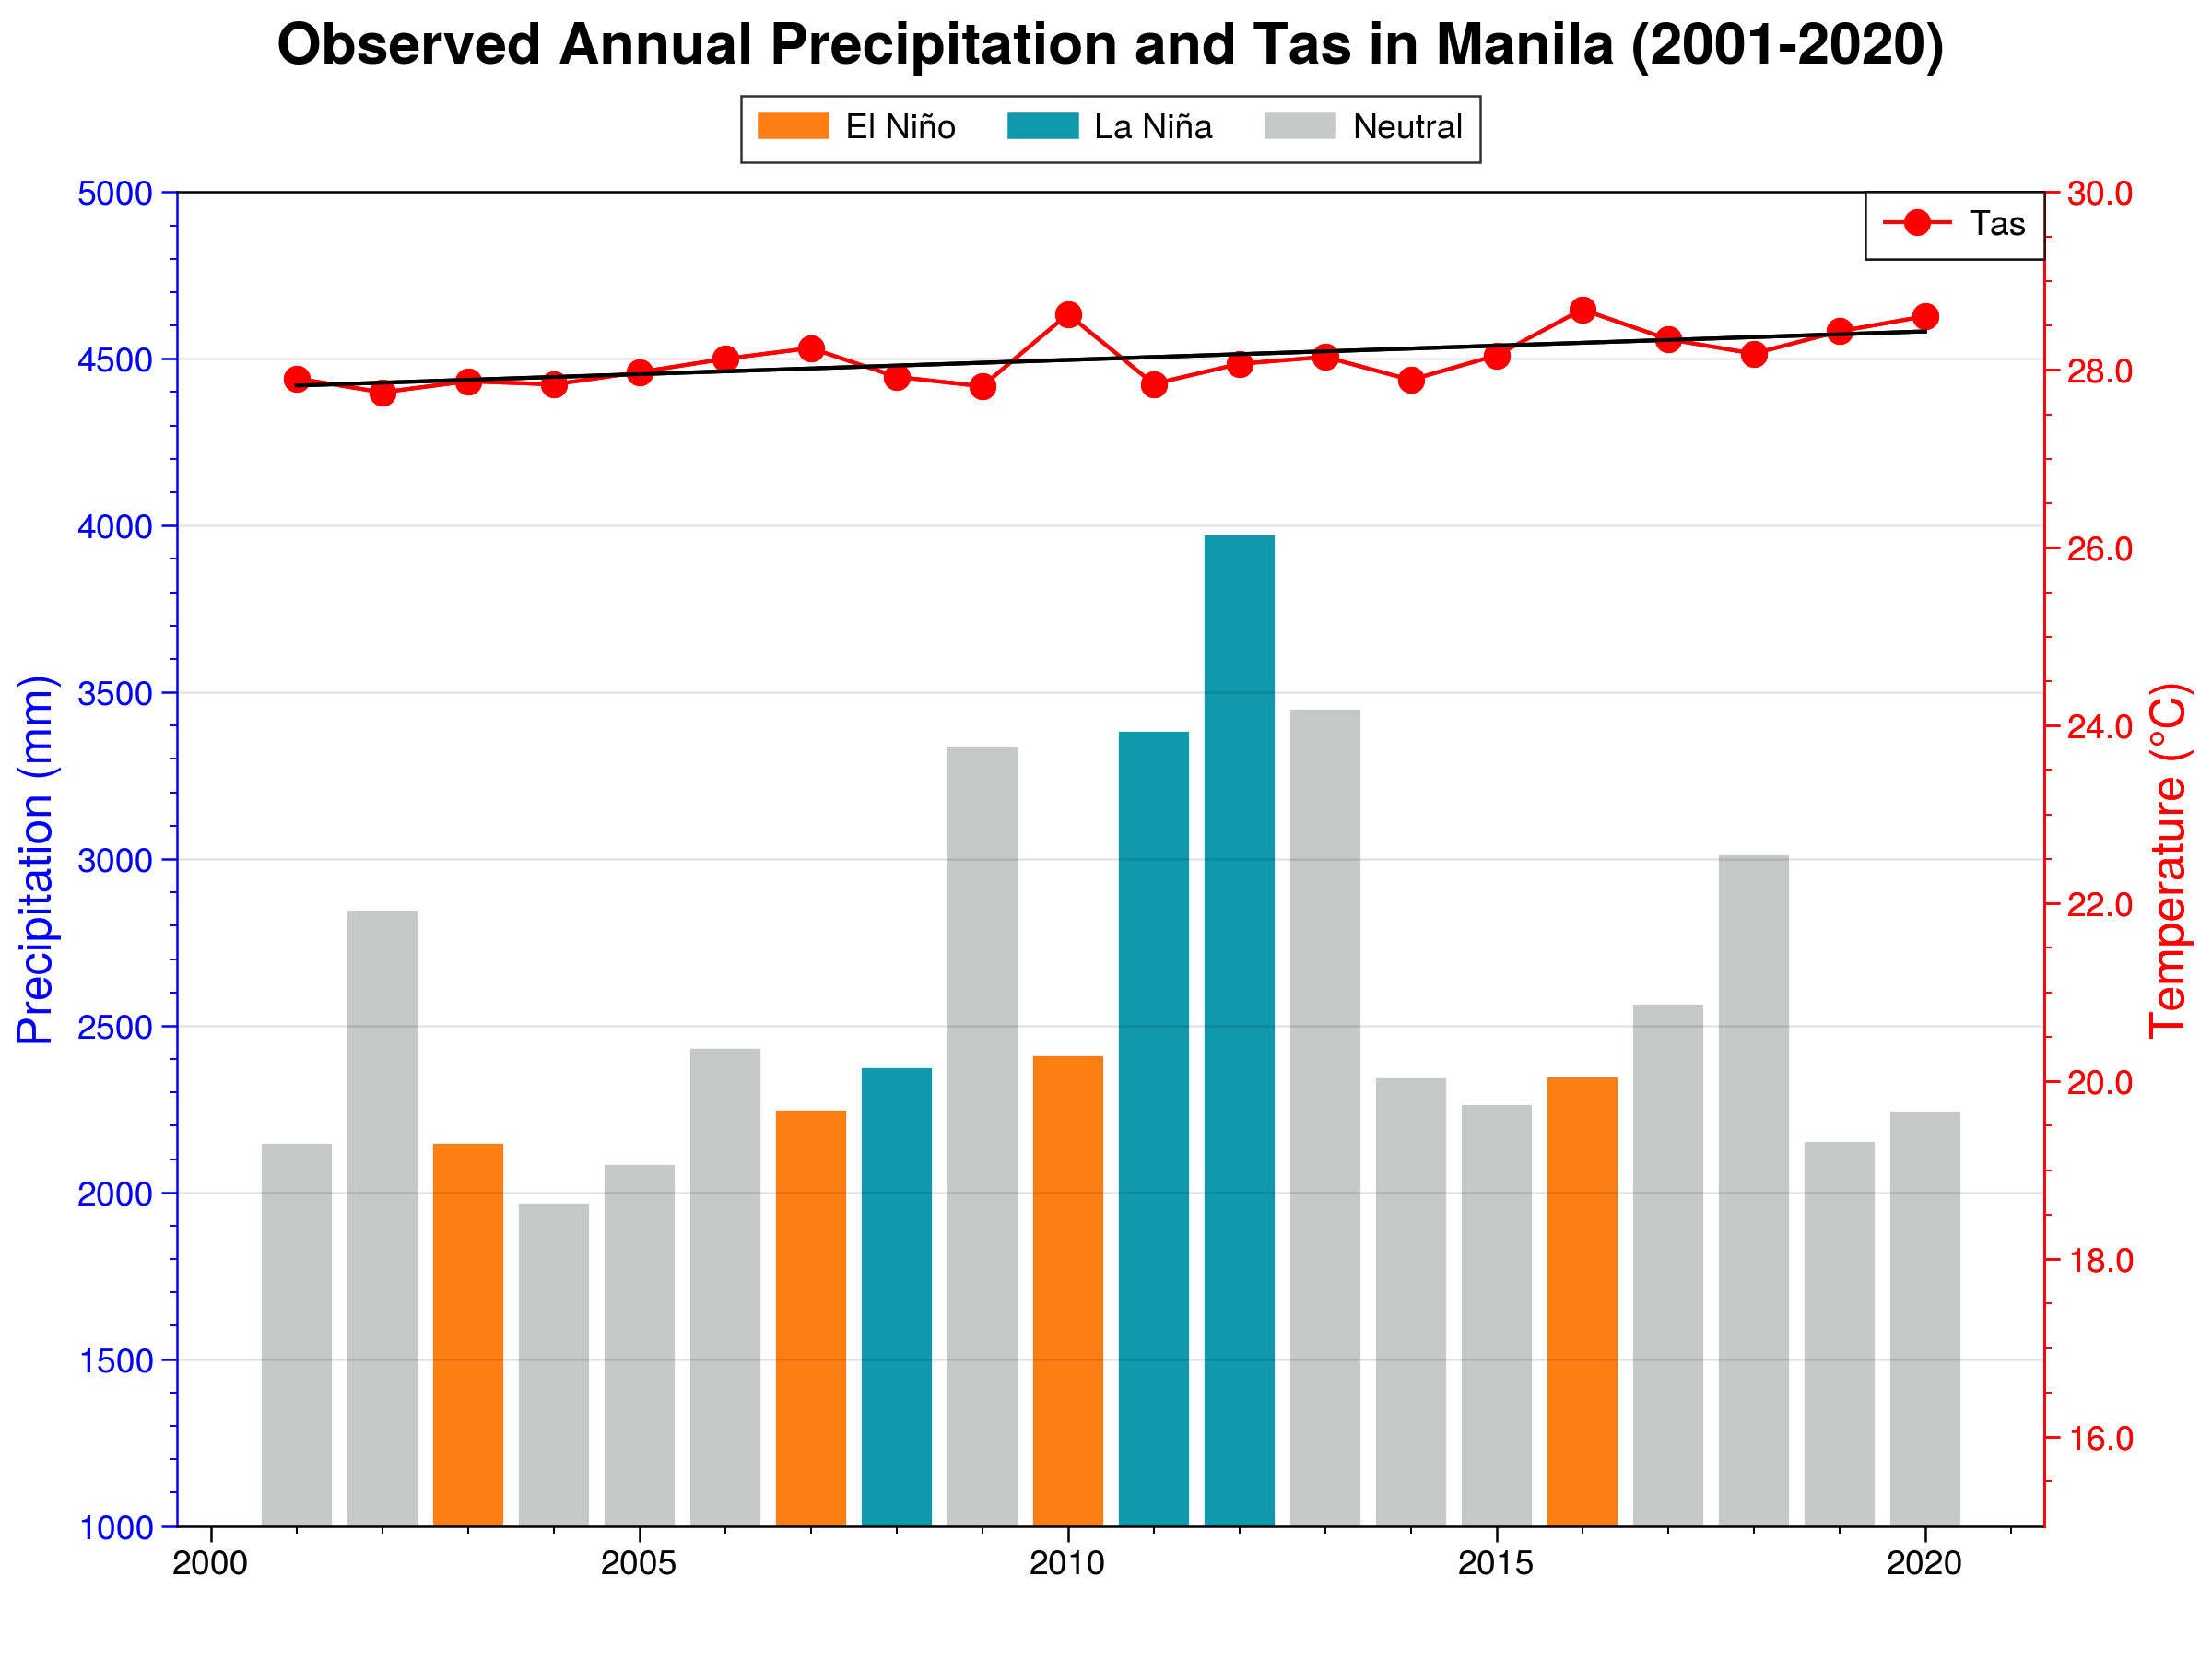 Observed Annual Precipitation and Tas in Manila (2001-2020)
El Niño La Niña Neutral
Tas
Precipitation (mm)
5000
4500
4000
3500
3000
2500
2000
1500
1000
30.0
28.0
26.0
24.0
22.0
20.0
18.0
16.0
Temperature (°C)
2000 2005 2010 2015 2020